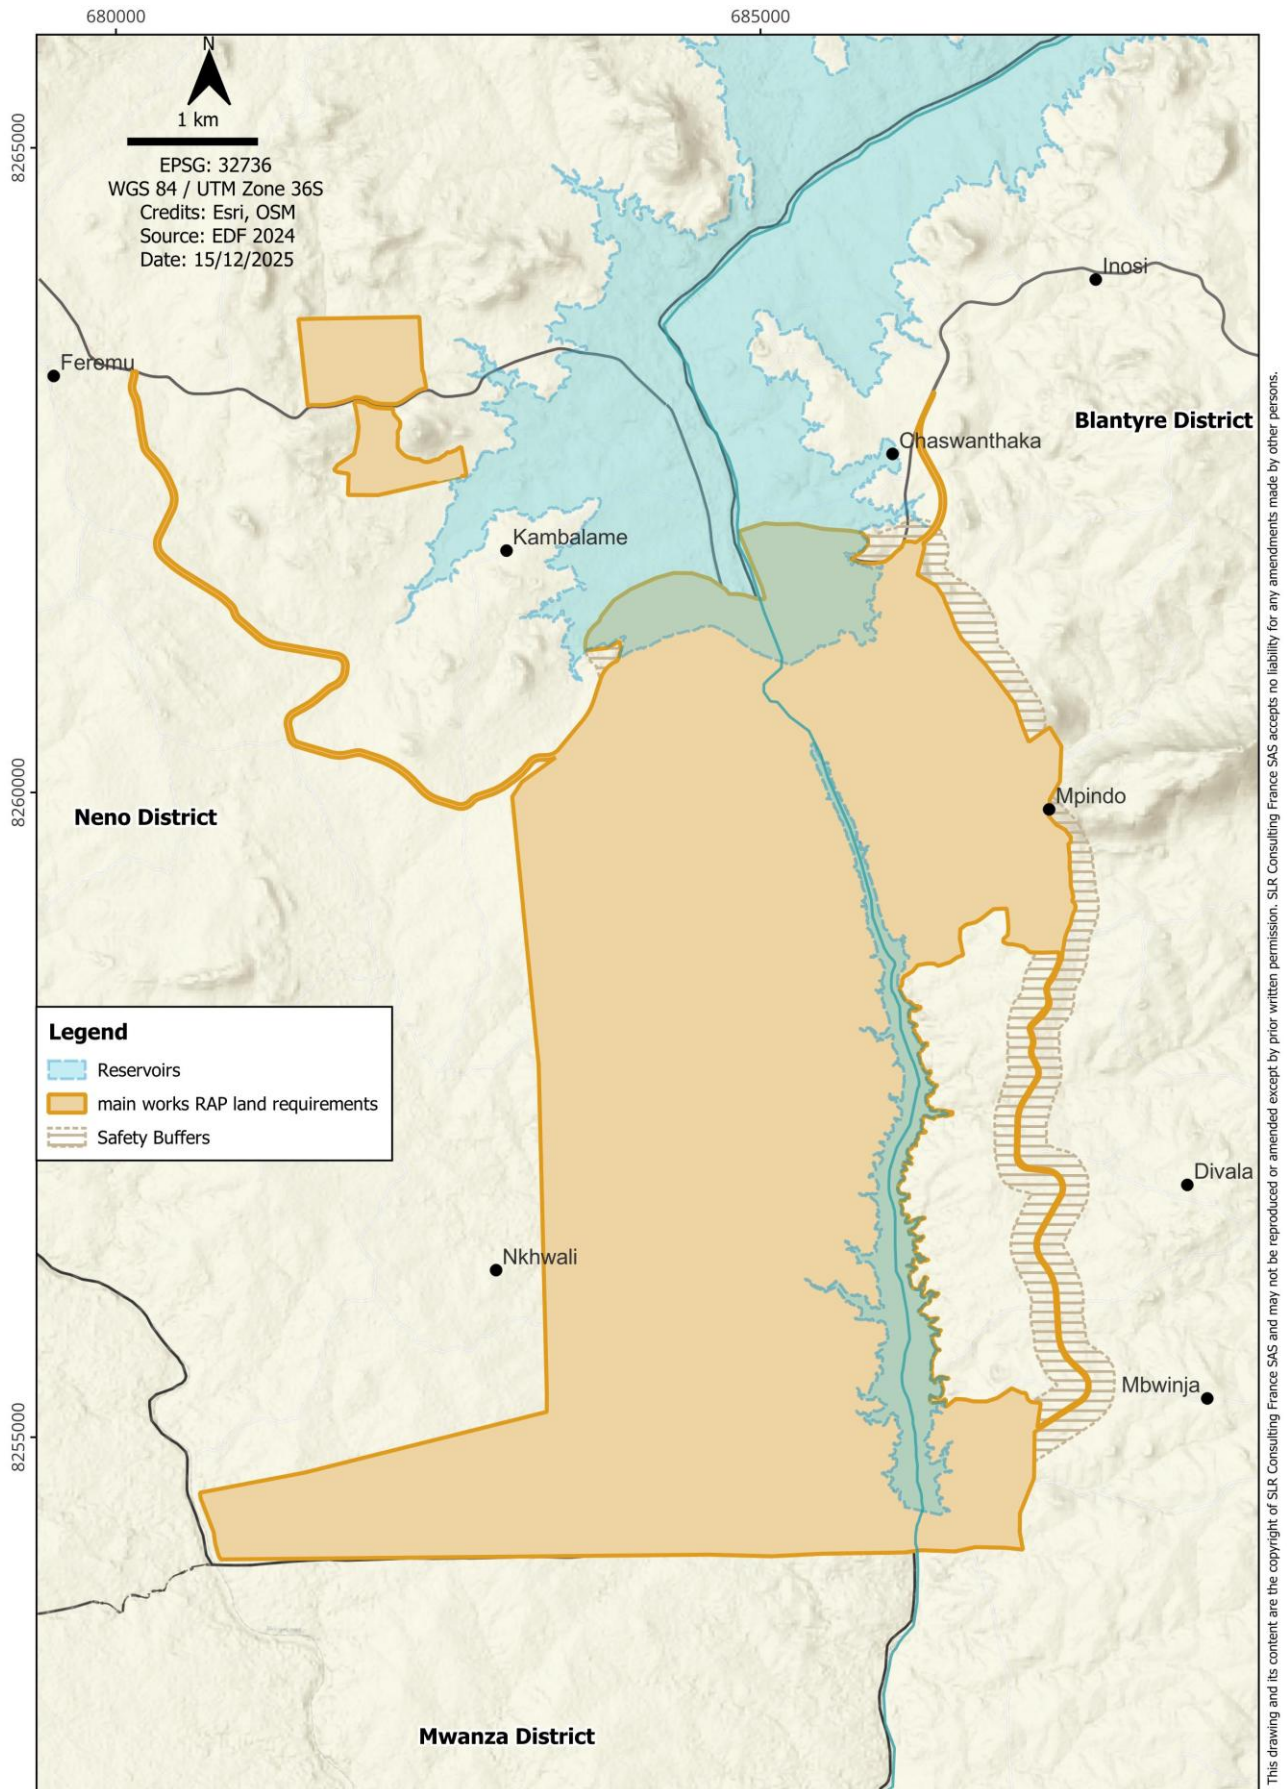 680000
685000
N
1 km
EPSG: 32736
WGS 84 / UTM Zone 36S
Credits: Esri, OSM
Source: EDF 2024
Date: 15/12/2025
8265000
Inosi
Feremu
Blantyre District
Chaswanthaka
Kambalame
8260000
Mpindo
Neno District
Legend
Reservoirs
main works RAP land requirements
Safety Buffers
Divala
Nkhwali
Mbwinja
8255000
Mwanza District
This drawing and its content are the copyright of SLR Consulting France SAS and may not be reproduced or amended except by prior written permission. SLR Consulting France SAS accepts no liability for any amendments made by other persons.